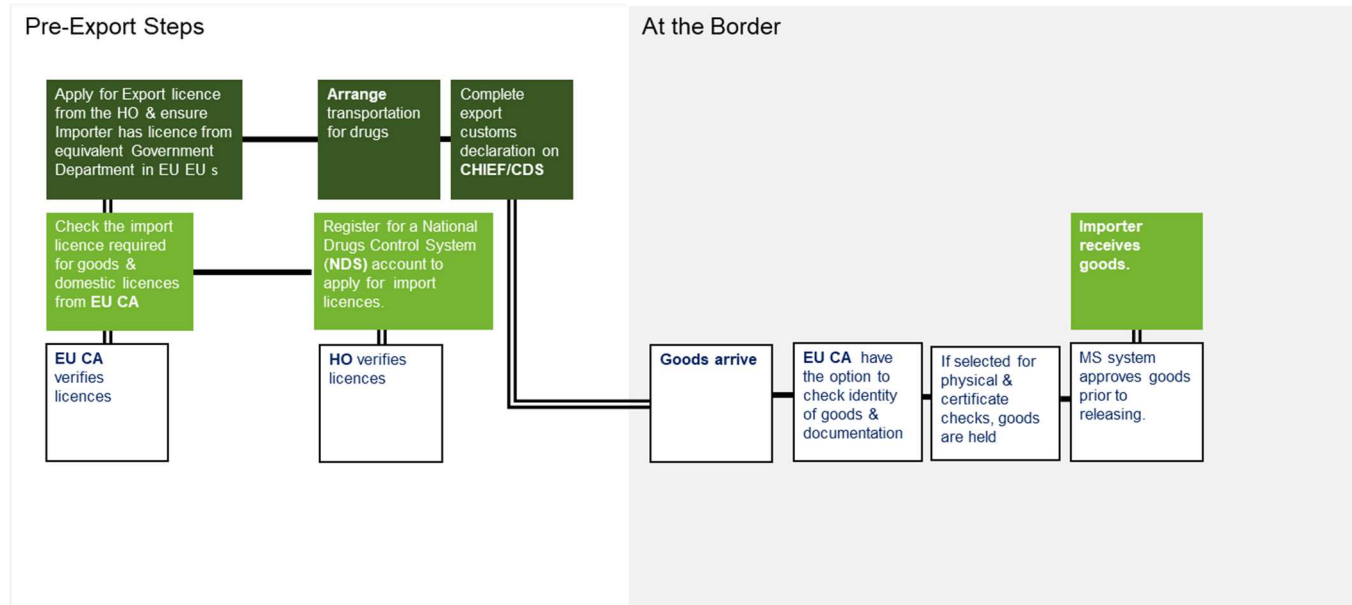 Pre-Export Steps
At the Border
Apply for Export licence
from the HO & ensure
Importer has licence from
equivalent Government
Department in EU EU s
Arrange
transportation
for drugs
Complete
export
customs
declaration on
CHIEF/CDS
Check the import
licence required
for goods &
domestic licences
from EU CA
Register for a National
Drugs Control System
(NDS) account to
apply for import
licences.
Importer
receives
goods.
EU CA
verifies
licences
HO verifies
licences
Goods arrive
EU CA have
the option to
check identity
of goods &
documentation
If selected for
physical &
certificate
checks, goods
are held
MS system
approves goods
prior to
releasing.